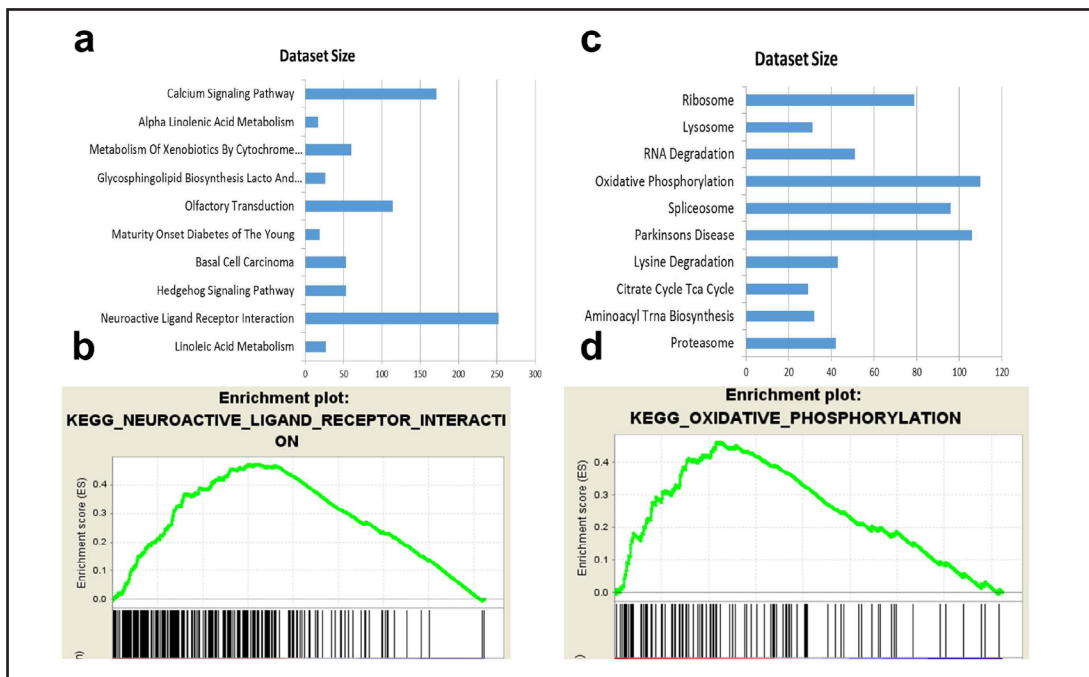 a
Dataset Size
Calcium Signaling Pathway
Alpha Linolenic Acid Metabolism
Metabolism Of Xenobiotics By Cytochrome...
Glycosphingolipid Biosynthesis Lacto And...
Olfactory Transduction
Maturity Onset Diabetes of The Young
Basal Cell Carcinoma
Hedgehog Signaling Pathway
Neuroactive Ligand Receptor Interaction
Linoleic Acid Metabolism
0 50 100 150 200 250 300
c
Dataset Size
Ribosome
Lysosome
RNA Degradation
Oxidative Phosphorylation
Spliceosome
Parkinsons Disease
Lysine Degradation
Citrate Cycle Tca Cycle
Aminoacyl Trna Biosynthesis
Proteasome
0 20 40 60 80 100 120
b
Enrichment plot:
KEGG_NEUROACTIVE_LIGAND_RECEPTOR_INTERACTI
ON
Enrichment score (ES)
0.4
0.3
0.2
0.1
0.0
d
Enrichment plot:
KEGG_OXIDATIVE_PHOSPHORYLATION
Enrichment score (ES)
0.4
0.3
0.2
0.1
0.0